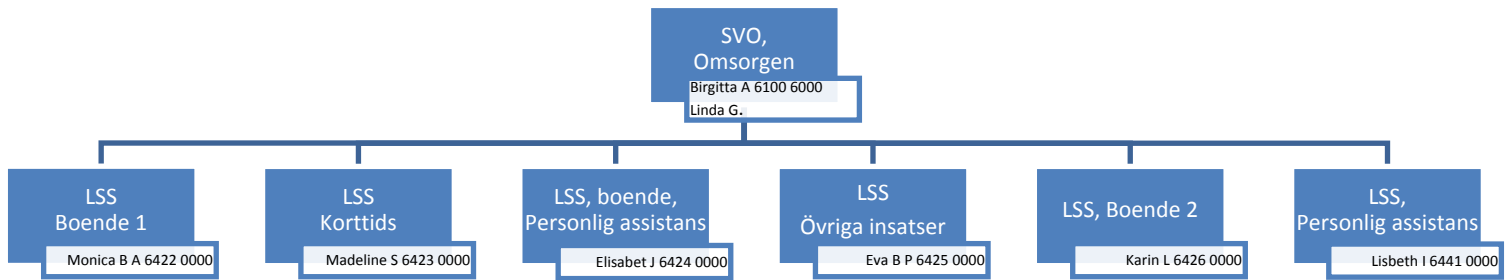 SVO,
Omsorgen
Birgitta A 6100 6000
Linda G.
LSS
Boende 1
Monica B A 6422 0000
LSS
Korttids
Madeline S 6423 0000
LSS, boende,
Personlig assistans
Elisabet J 6424 0000
LSS
Övriga insatser
Eva B P 6425 0000
LSS, Boende 2
Karin L 6426 0000
LSS,
Personlig assistans
Lisbeth I 6441 0000